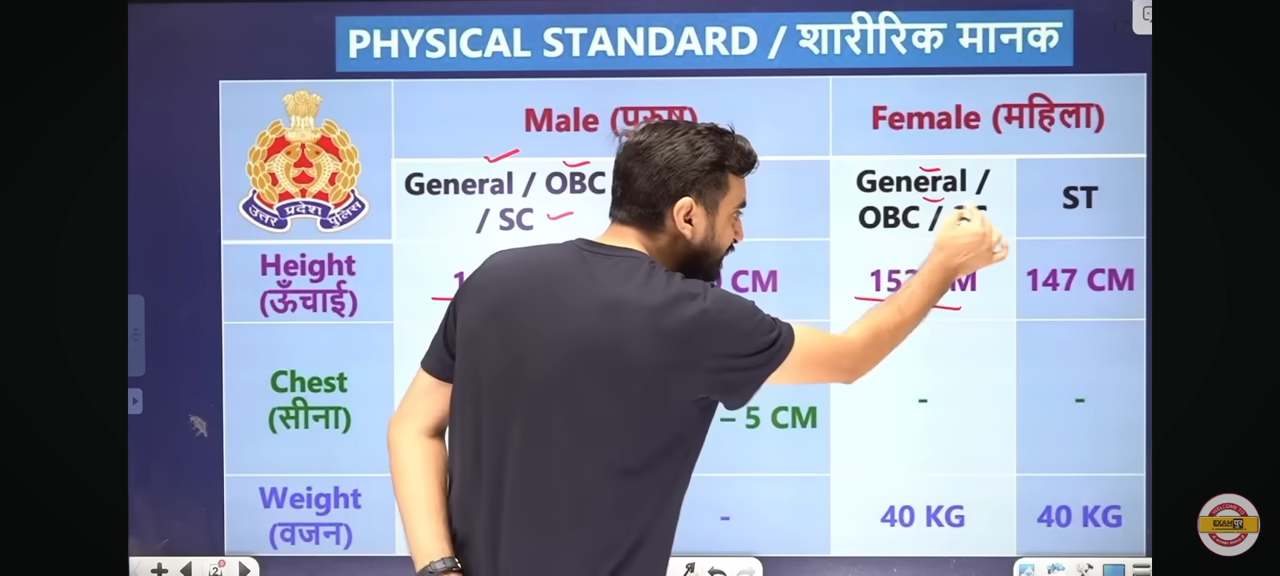 PHYSICAL STANDARD / शारीरिक मानक
Male
Female (महिला)
General / OBC
/ SC
General /
OBC /
ST
उत्तर प्रदेश पुलिस
Height
(ऊँचाई)
CM
147 CM
Chest
(सीना)
– 5 CM
-
-
Weight
(वजन)
-
40 KG
40 KG
EXAM पुर